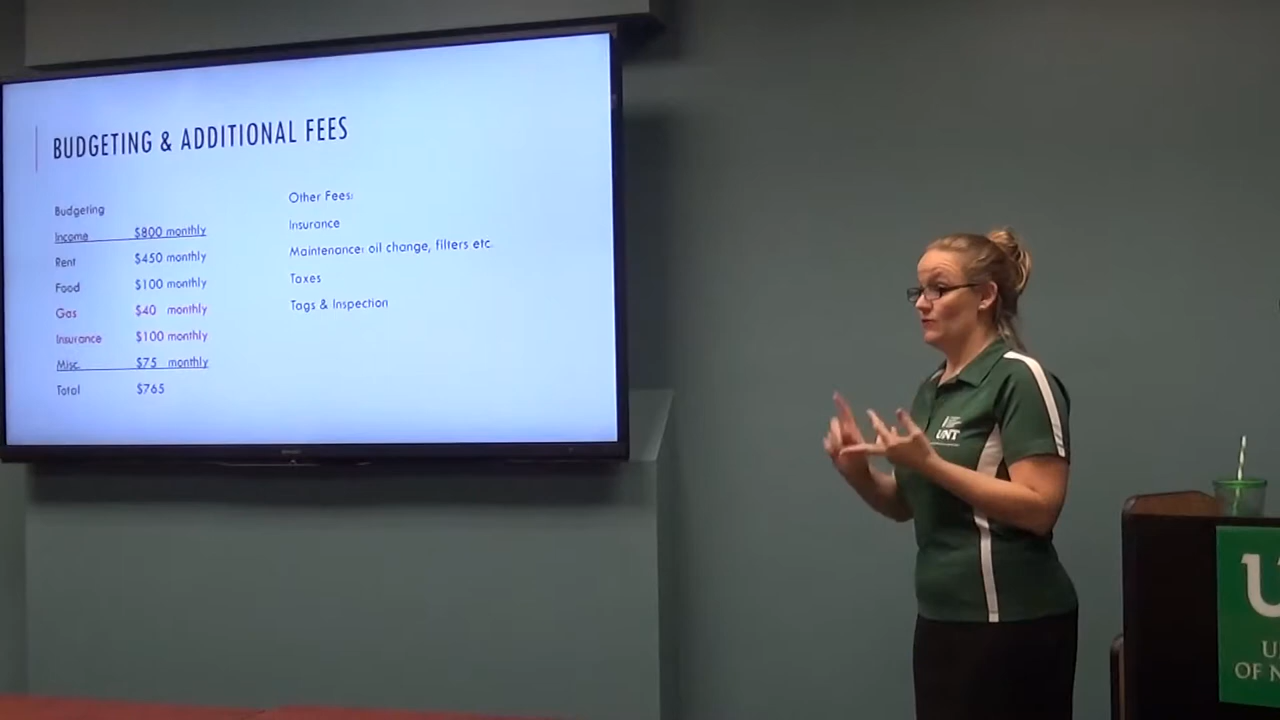 BUDGETING & ADDITIONAL FEES
Budgeting
Income $800 monthly
Rent $450 monthly
Food $100 monthly
Gas $40 monthly
Insurance $100 monthly
Misc. $75 monthly
Total $765
Other Fees:
Insurance
Maintenance: oil change, filters etc.
Taxes
Tags & Inspection
UNT
U
U
OF N